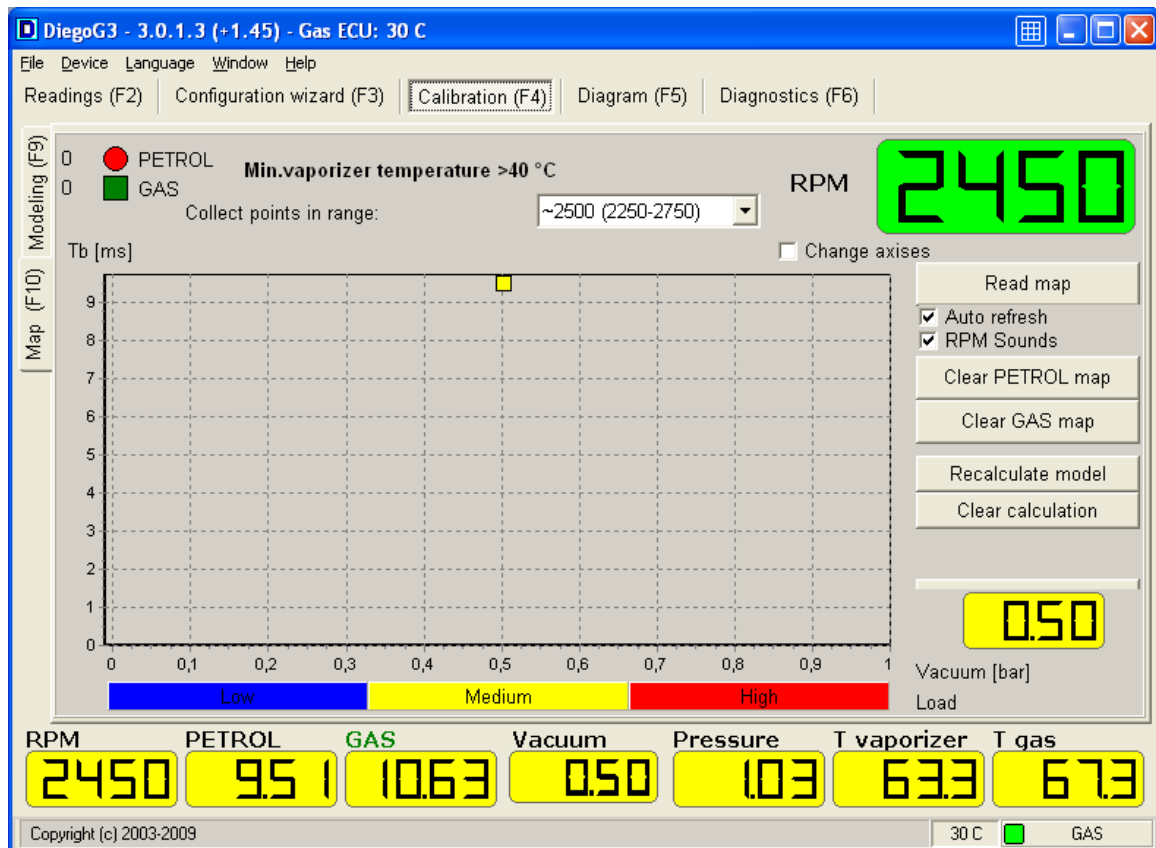 DiegoG3 - 3.0.1.3 (+1.45) - Gas ECU: 30 C
File Device Language Window Help
Readings (F2) Configuration wizard (F3) Calibration (F4) Diagram (F5) Diagnostics (F6)
Modeling (F9)
Map (F10)
0 PETROL
0 GAS
Min.vaporizer temperature >40 °C
Collect points in range: ~2500 (2250-2750)
RPM 2450
Tb [ms]
Change axises
9
8
7
6
5
4
3
2
1
0
0 0,1 0,2 0,3 0,4 0,5 0,6 0,7 0,8 0,9 1
Low Medium High
Read map
Auto refresh
RPM Sounds
Clear PETROL map
Clear GAS map
Recalculate model
Clear calculation
0.50
Vacuum [bar]
Load
RPM PETROL GAS Vacuum Pressure T vaporizer T gas
2450 9.51 10.63 0.50 1.03 63.3 67.3
Copyright (c) 2003-2009 30 C GAS